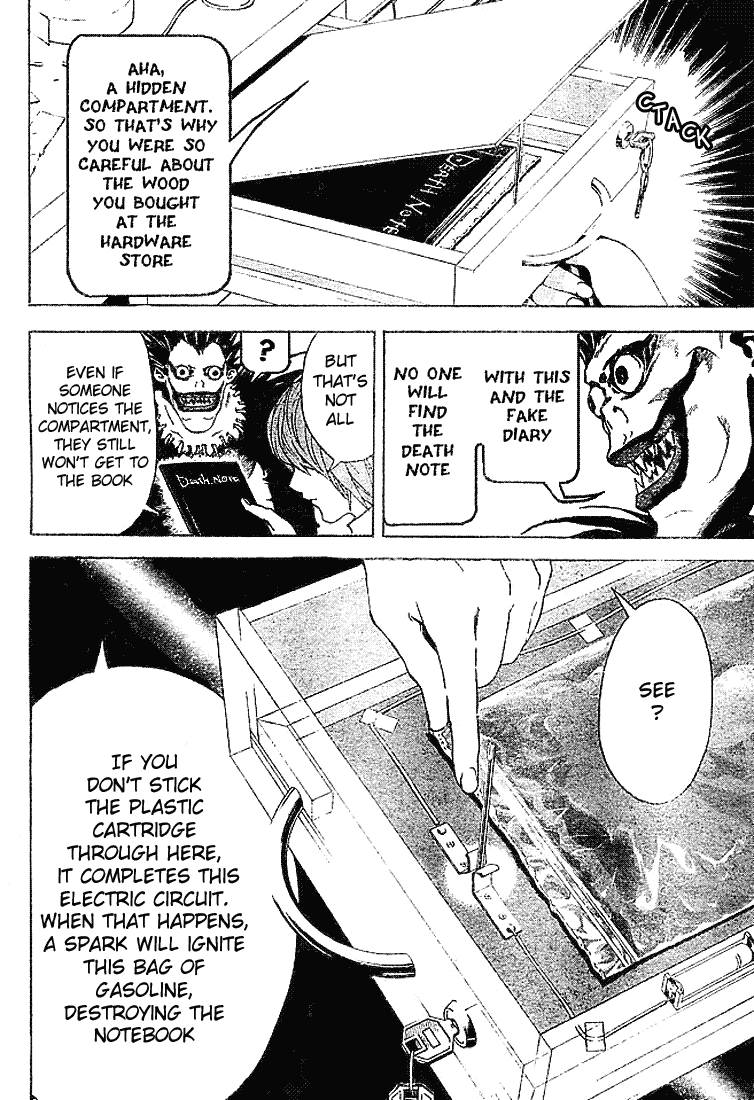 AHA,
A HIDDEN
COMPARTMENT.
SO THAT'S WHY
YOU WERE SO
CAREFUL ABOUT
THE WOOD
YOU BOUGHT
AT THE
HARDWARE
STORE
CTACK
DEATH NOTE
WITH THIS
AND THE
FAKE
DIARY
NO ONE
WILL
FIND
THE
DEATH
NOTE
BUT
THAT'S
NOT
ALL
?
EVEN IF
SOMEONE
NOTICES THE
COMPARTMENT,
THEY STILL
WON'T GET TO
THE BOOK
DEATH NOTE
SEE
?
IF YOU
DON'T STICK
THE PLASTIC
CARTRIDGE
THROUGH HERE,
IT COMPLETES THIS
ELECTRIC CIRCUIT.
WHEN THAT HAPPENS,
A SPARK WILL IGNITE
THIS BAG OF
GASOLINE,
DESTROYING THE
NOTEBOOK